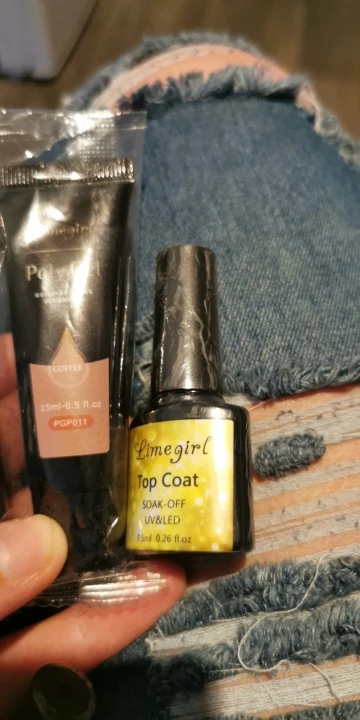 COFFEE
15ml-0.5 fl.oz
PGP011
Limegirl
Top Coat
SOAK-OFF
UV&LED
7.5ml 0.26 fl.oz